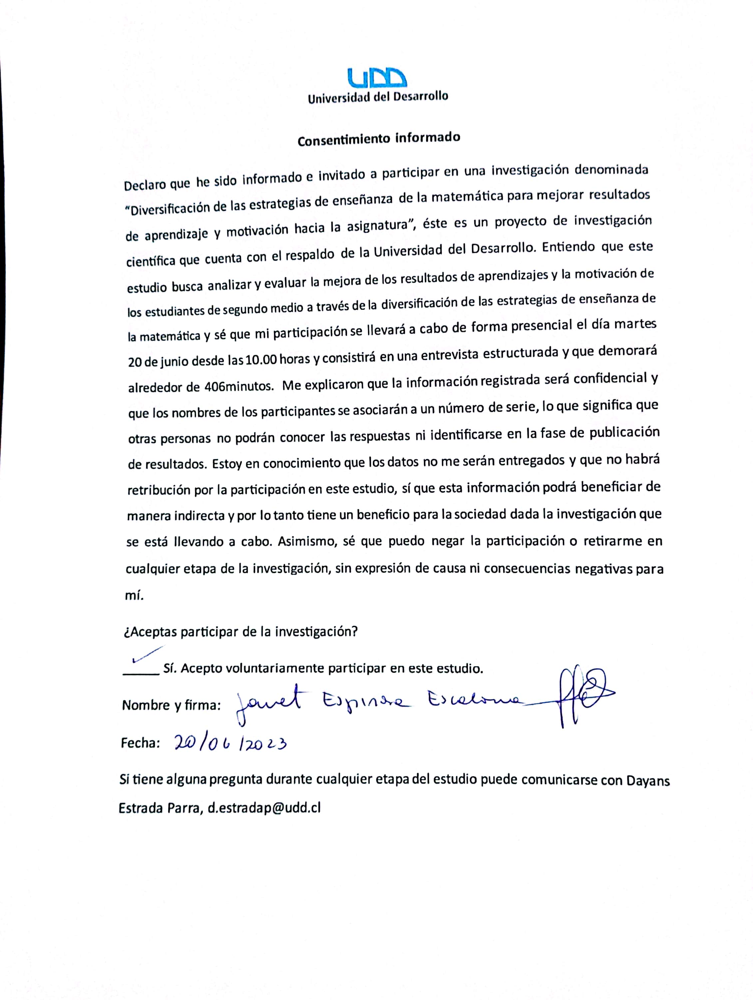 UDD
Universidad del Desarrollo
Consentimiento informado
Declaro que he sido informado e invitado a participar en una investigación denominada
“Diversificación de las estrategias de enseñanza de la matemática para mejorar resultados
de aprendizaje y motivación hacia la asignatura”, éste es un proyecto de investigación
científica que cuenta con el respaldo de la Universidad del Desarrollo. Entiendo que este
estudio busca analizar y evaluar la mejora de los resultados de aprendizajes y la motivación de
los estudiantes de segundo medio a través de la diversificación de las estrategias de enseñanza de
la matemática y sé que mi participación se llevará a cabo de forma presencial el día martes
20 de junio desde las 10.00 horas y consistirá en una entrevista estructurada y que demorará
alrededor de 406minutos. Me explicaron que la información registrada será confidencial y
que los nombres de los participantes se asociarán a un número de serie, lo que significa que
otras personas no podrán conocer las respuestas ni identificarse en la fase de publicación
de resultados. Estoy en conocimiento que los datos no me serán entregados y que no habrá
retribución por la participación en este estudio, sí que esta información podrá beneficiar de
manera indirecta y por lo tanto tiene un beneficio para la sociedad dada la investigación que
se está llevando a cabo. Asimismo, sé que puedo negar la participación o retirarme en
cualquier etapa de la investigación, sin expresión de causa ni consecuencias negativas para
mí.
¿Aceptas participar de la investigación?
✓ Sí. Acepto voluntariamente participar en este estudio.
Nombre y firma: Janet Espinosa Escalona
Fecha: 20/06/2023
Si tiene alguna pregunta durante cualquier etapa del estudio puede comunicarse con Dayans
Estrada Parra, d.estradap@udd.cl